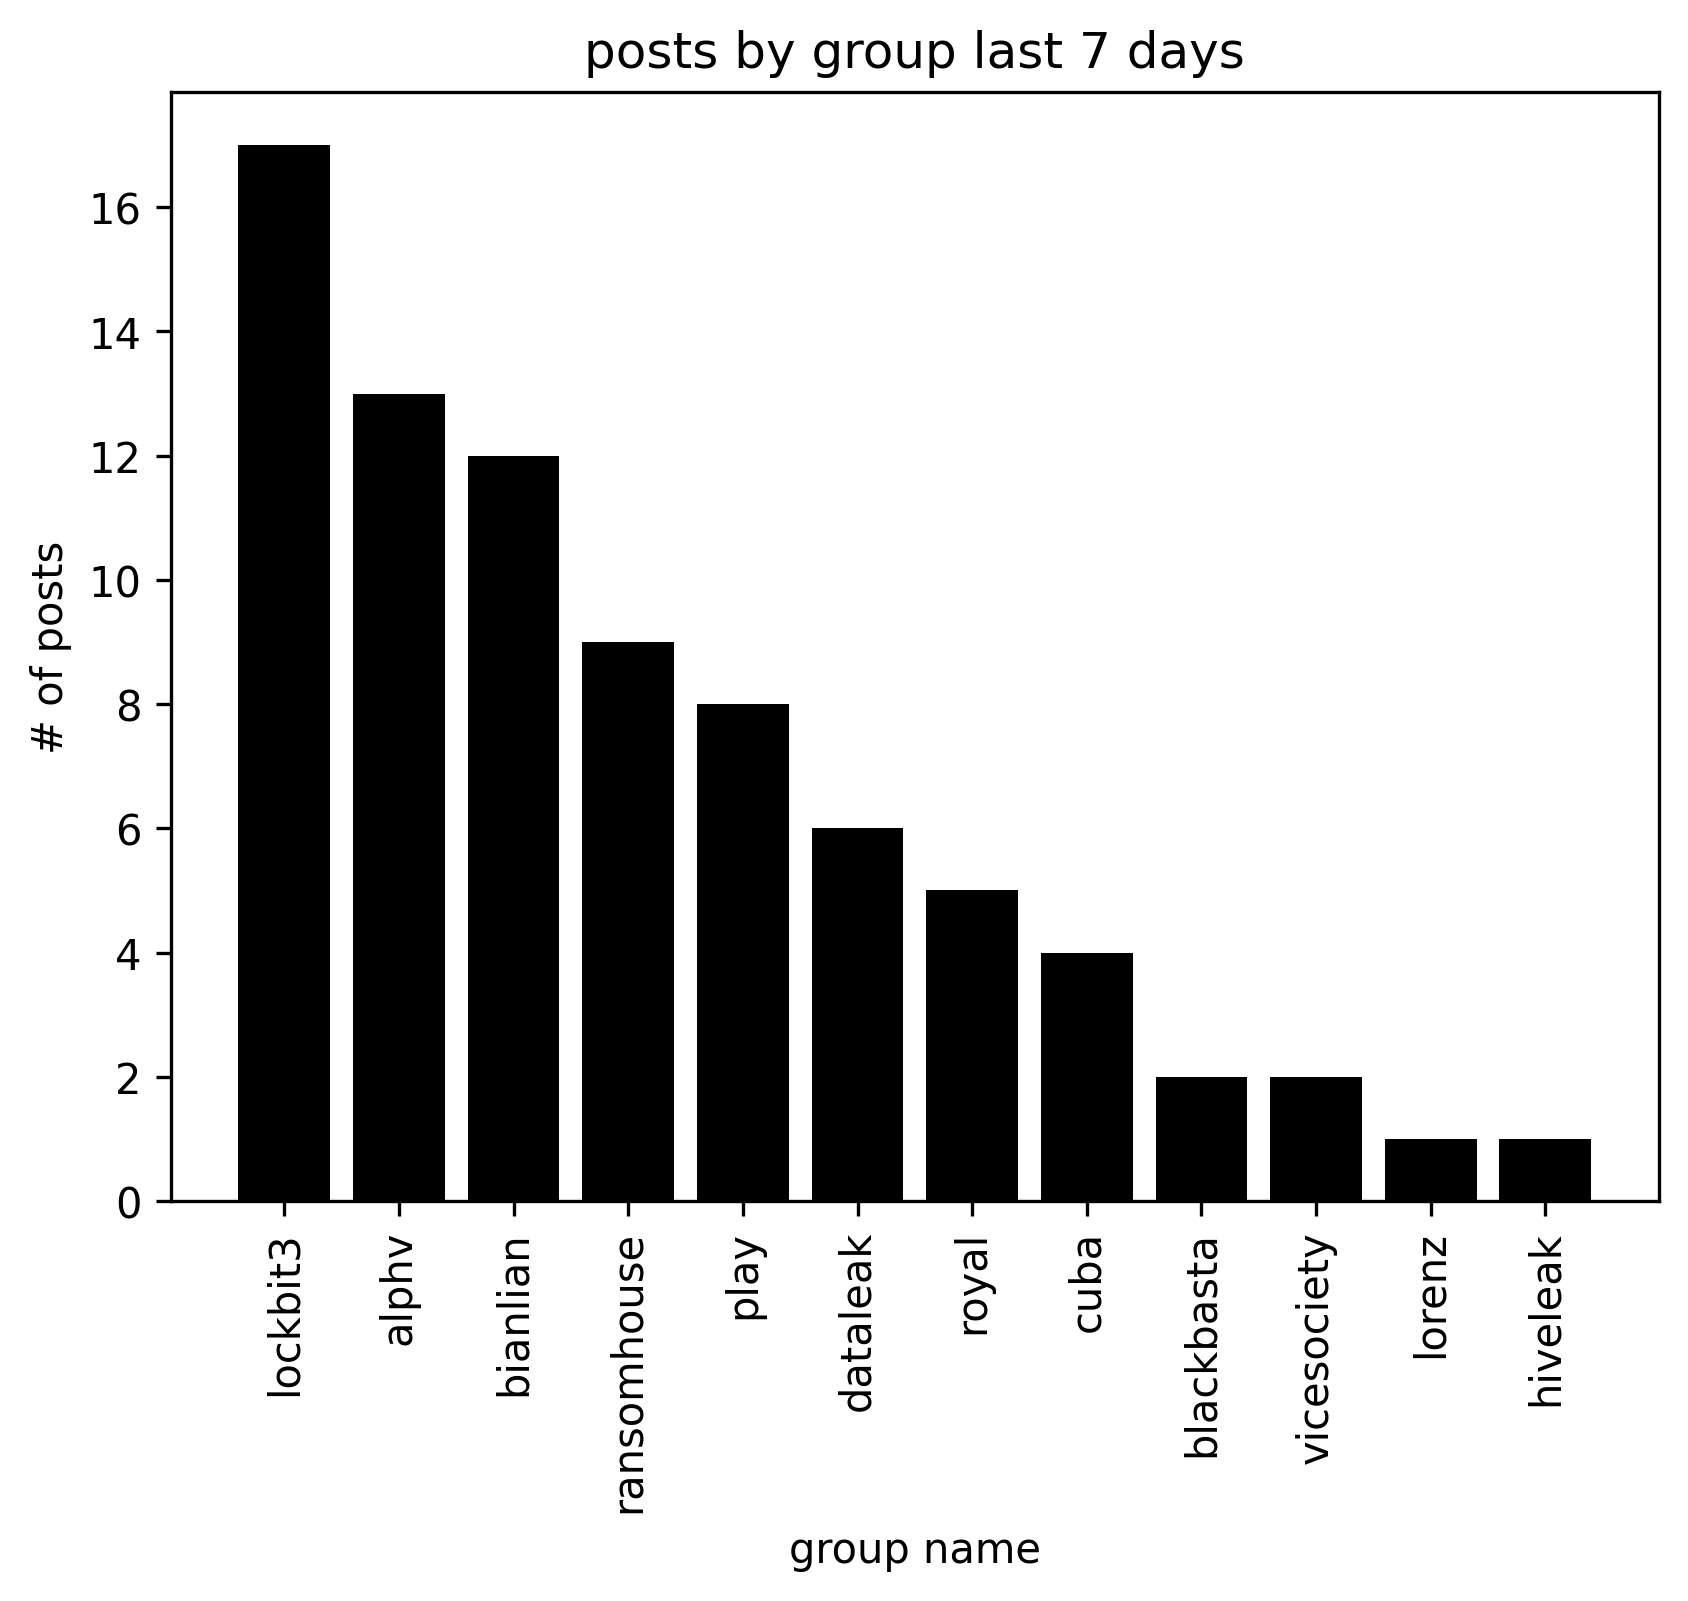 posts by group last 7 days
# of posts
16
14
12
10
8
6
4
2
0
lockbit3
alphv
bianlian
ransomhouse
play
dataleak
royal
cuba
blackbasta
vicesociety
lorenz
hiveleak
group name